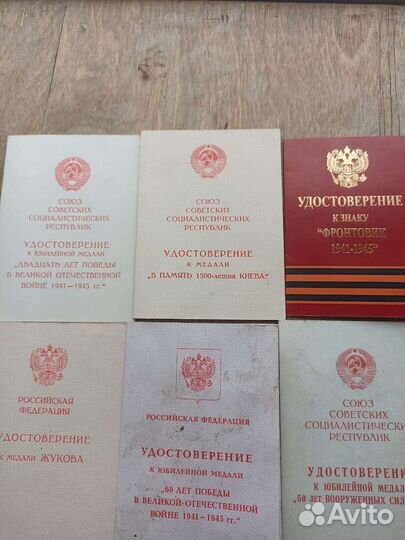 СОЮЗ
СОВЕТСКИХ
СОЦИАЛИСТИЧЕСКИХ
РЕСПУБЛИК
УДОСТОВЕРЕНИЕ
К ЮБИЛЕЙНОЙ МЕДАЛИ
„ДВАДЦАТЬ ЛЕТ ПОБЕДЫ
В ВЕЛИКОЙ ОТЕЧЕСТВЕННОЙ
ВОЙНЕ 1941—1945 гг."
СОЮЗ
СОВЕТСКИХ
СОЦИАЛИСТИЧЕСКИХ
РЕСПУБЛИК
УДОСТОВЕРЕНИЕ
К МЕДАЛИ
„В ПАМЯТЬ 1500-летия КИЕВА"
УДОСТОВЕРЕНИЕ
К ЗНАКУ
"ФРОНТОВИК
1941-1945"
РОССИЙСКАЯ
ФЕДЕРАЦИЯ
УДОСТОВЕРЕНИЕ
К МЕДАЛИ ЖУКОВА
РОССИЙСКАЯ ФЕДЕРАЦИЯ
УДОСТОВЕРЕНИЕ
К ЮБИЛЕЙНОЙ МЕДАЛИ
„60 ЛЕТ ПОБЕДЫ
В ВЕЛИКОЙ ОТЕЧЕСТВЕННОЙ
ВОЙНЕ 1941—1945 гг."
СОЮЗ
СОВЕТСКИХ
СОЦИАЛИСТИЧЕСКИХ
РЕСПУБЛИК
УДОСТОВЕРЕНИЕ
К ЮБИЛЕЙНОЙ МЕДАЛ
„50 ЛЕТ ВООРУЖЕННЫХ СИЛ
Avito